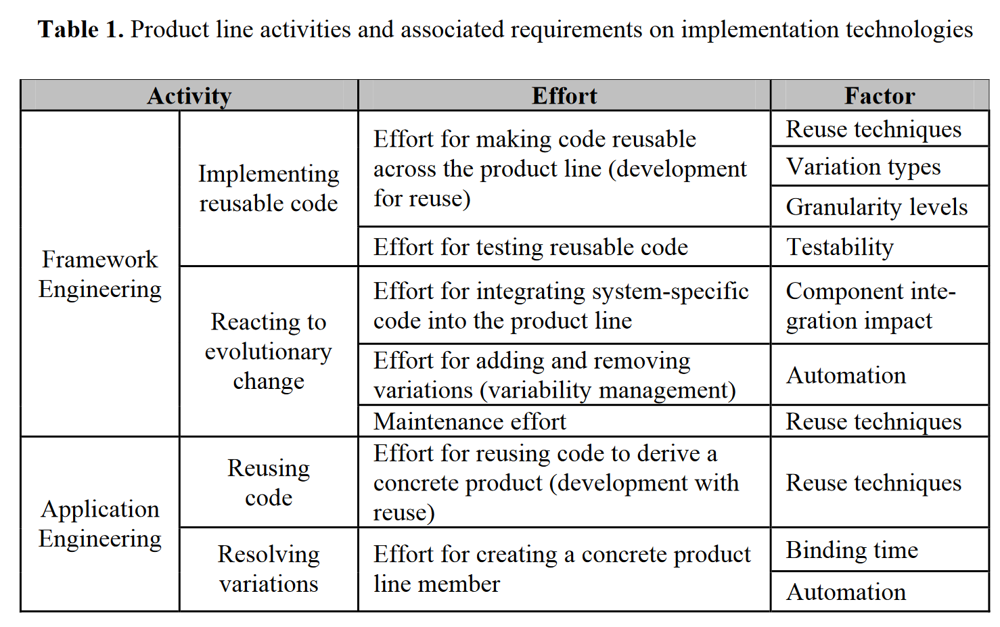 Table 1. Product line activities and associated requirements on implementation technologies
Activity
Effort
Factor
Framework
Engineering
Implementing
reusable code
Effort for making code reusable
across the product line (development
for reuse)
Reuse techniques
Variation types
Granularity levels
Effort for testing reusable code
Testability
Reacting to
evolutionary
change
Effort for integrating system-specific
code into the product line
Component inte-
gration impact
Effort for adding and removing
variations (variability management)
Automation
Maintenance effort
Reuse techniques
Application
Engineering
Reusing
code
Effort for reusing code to derive a
concrete product (development with
reuse)
Reuse techniques
Resolving
variations
Effort for creating a concrete product
line member
Binding time
Automation